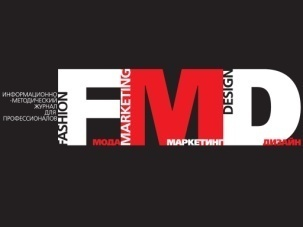 ИНФОРМАЦИОННО
-МЕТОДИЧЕСКИЙ
ЖУРНАЛ
ДЛЯ
ПРОФЕССИОНАЛОВ
FASHION
FMD
MARKETING
DESIGN
МОДА
МАРКЕТИНГ
ДИЗАЙН